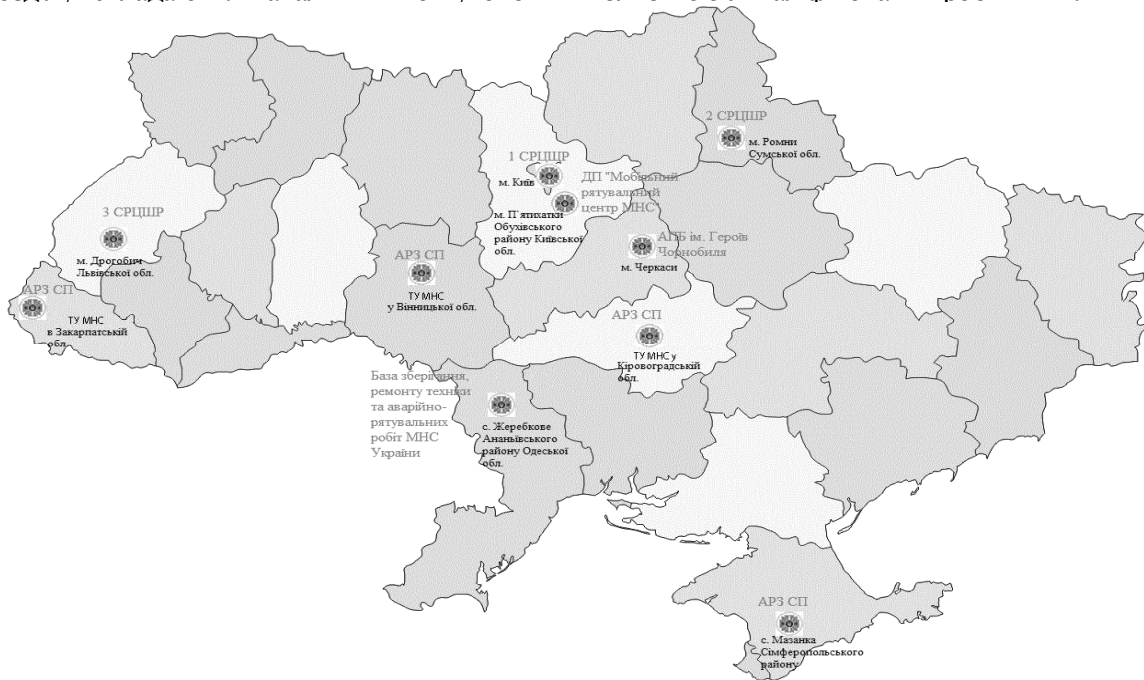 2 СРЦШР
м. Ромни
Сумської обл.
1 СРЦШР
м. Київ
ДП "Мобільний
рятувальний
центр МНС"
м. П`ятихатки
Обухівського
району Київської
обл.
3 СРЦШР
м. Дрогобич
Львівської обл.
АПБ ім. Героїв
Чорнобиля
м. Черкаси
АРЗ СП
ТУ МНС
у Вінницької обл.
АРЗ СП
ТУ МНС
в Закарпатській
обл.
АРЗ СП
ТУ МНС у
Кіровоградській
обл.
База зберігання,
ремонту техніки
та аварійно-
рятувальних
робіт МНС
України
с. Жеребкове
Ананьївського
району Одеської
обл.
АРЗ СП
с. Мазанка
Сімферопольського
району